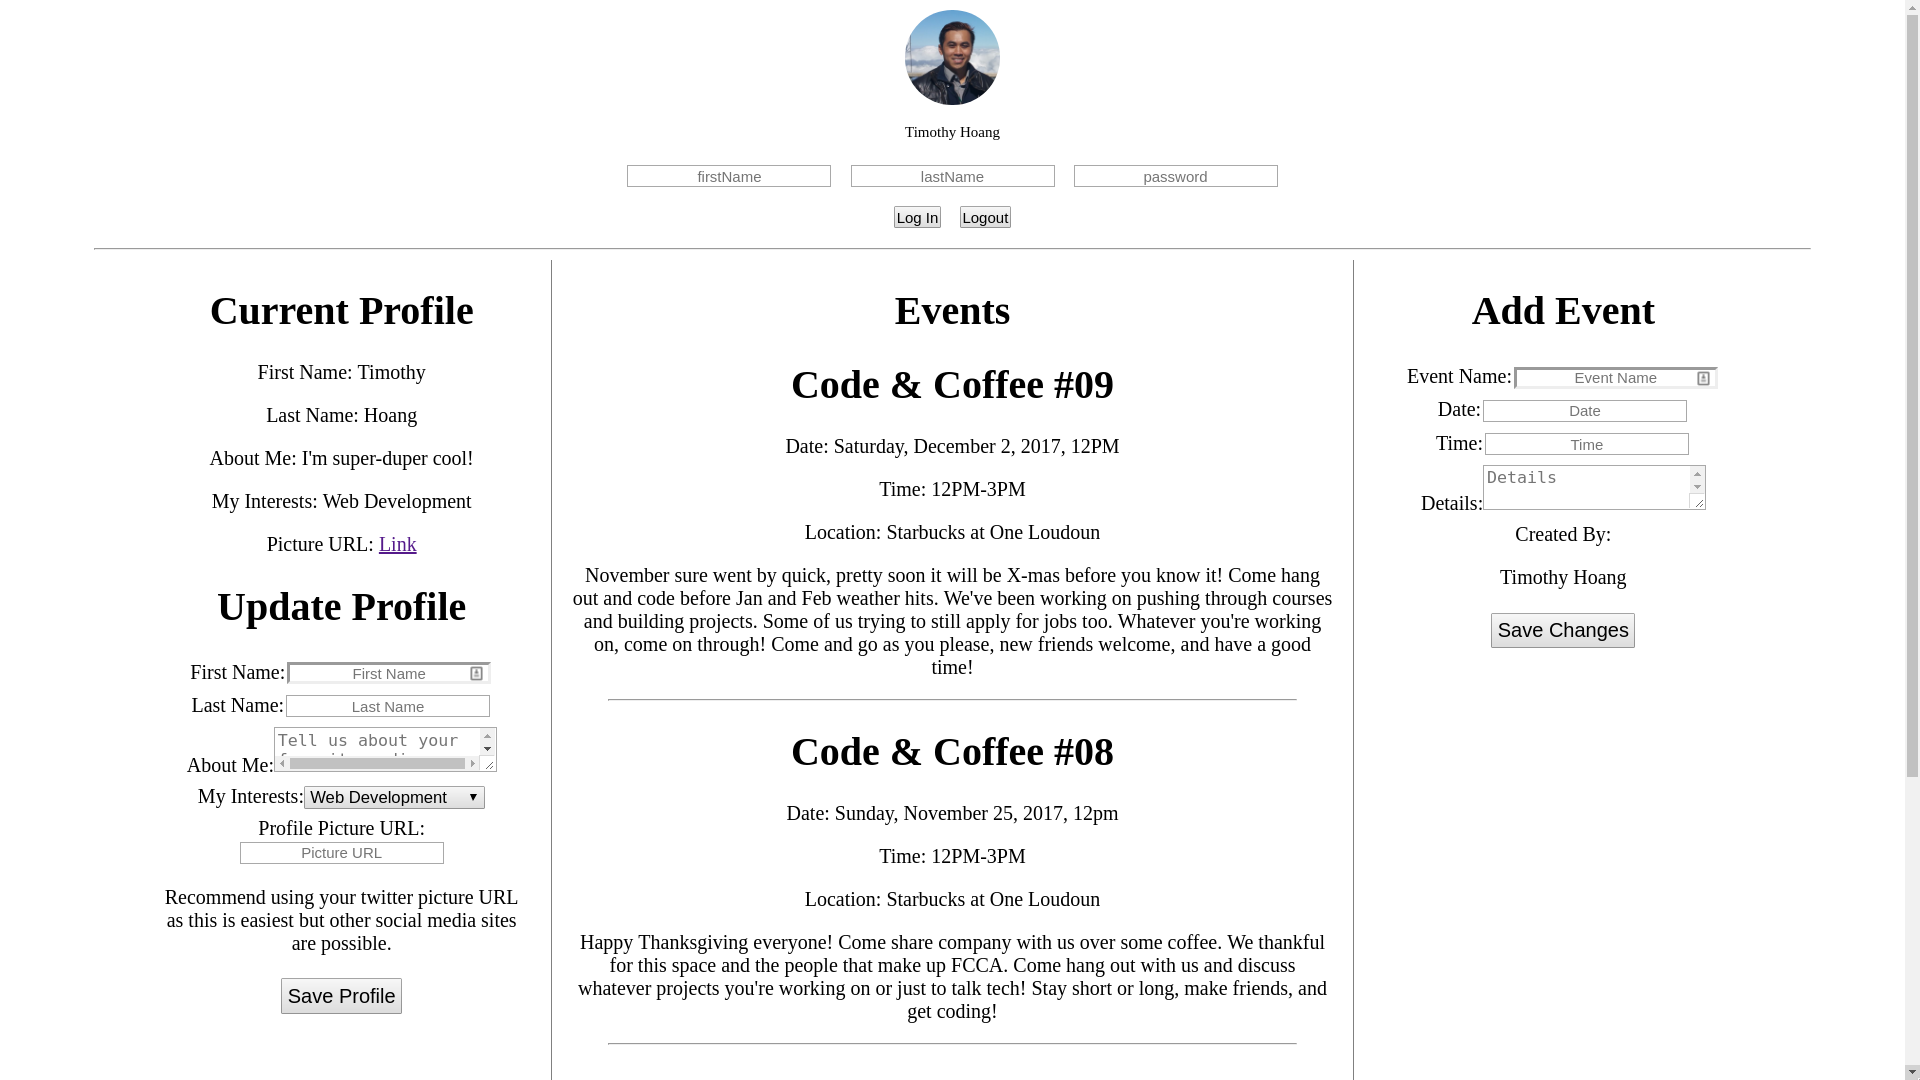 Timothy Hoang
firstName lastName password
Log In Logout
Current Profile
First Name: Timothy
Last Name: Hoang
About Me: I'm super-duper cool!
My Interests: Web Development
Picture URL: Link
Update Profile
First Name: First Name
Last Name: Last Name
About Me: Tell us about your
My Interests: Web Development
Profile Picture URL:
Picture URL
Recommend using your twitter picture URL
as this is easiest but other social media sites
are possible.
Save Profile
Events
Code & Coffee #09
Date: Saturday, December 2, 2017, 12PM
Time: 12PM-3PM
Location: Starbucks at One Loudoun
November sure went by quick, pretty soon it will be X-mas before you know it! Come hang
out and code before Jan and Feb weather hits. We've been working on pushing through courses
and building projects. Some of us trying to still apply for jobs too. Whatever you're working
on, come on through! Come and go as you please, new friends welcome, and have a good
time!
Code & Coffee #08
Date: Sunday, November 25, 2017, 12pm
Time: 12PM-3PM
Location: Starbucks at One Loudoun
Happy Thanksgiving everyone! Come share company with us over some coffee. We thankful
for this space and the people that make up FCCA. Come hang out with us and discuss
whatever projects you're working on or just to talk tech! Stay short or long, make friends, and
get coding!
Add Event
Event Name: Event Name
Date: Date
Time: Time
Details: Details
Created By:
Timothy Hoang
Save Changes